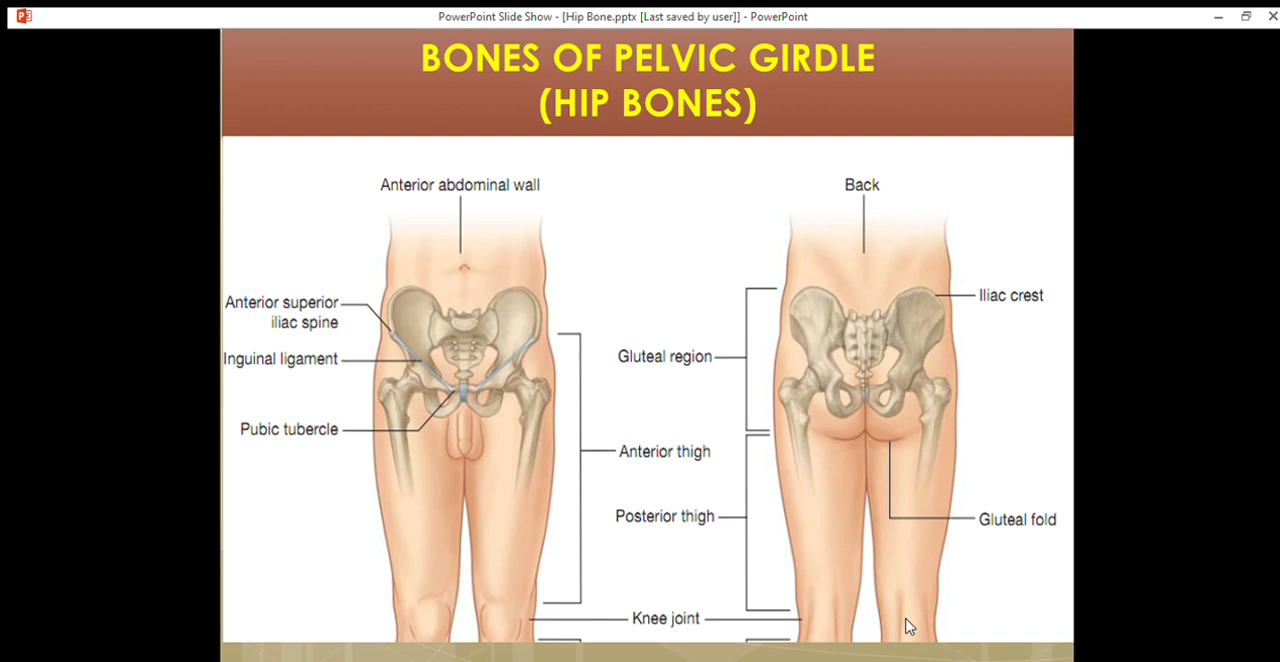 PowerPoint Slide Show - [Hip Bone.pptx [Last saved by user]] - PowerPoint
BONES OF PELVIC GIRDLE
(HIP BONES)
Anterior abdominal wall
Back
Anterior superior
iliac spine
Iliac crest
Inguinal ligament
Gluteal region
Pubic tubercle
Anterior thigh
Posterior thigh
Gluteal fold
Knee joint